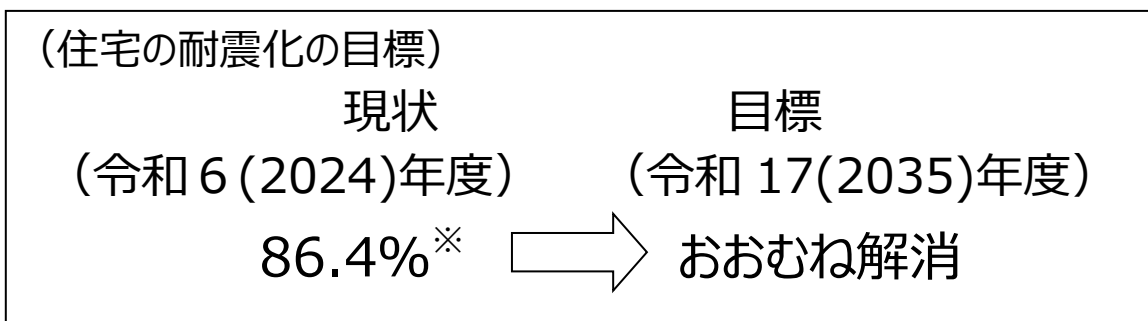 （住宅の耐震化の目標）
現状 目標
（令和６(2024)年度） （令和 17(2035)年度）
86.4%※ おおむね解消